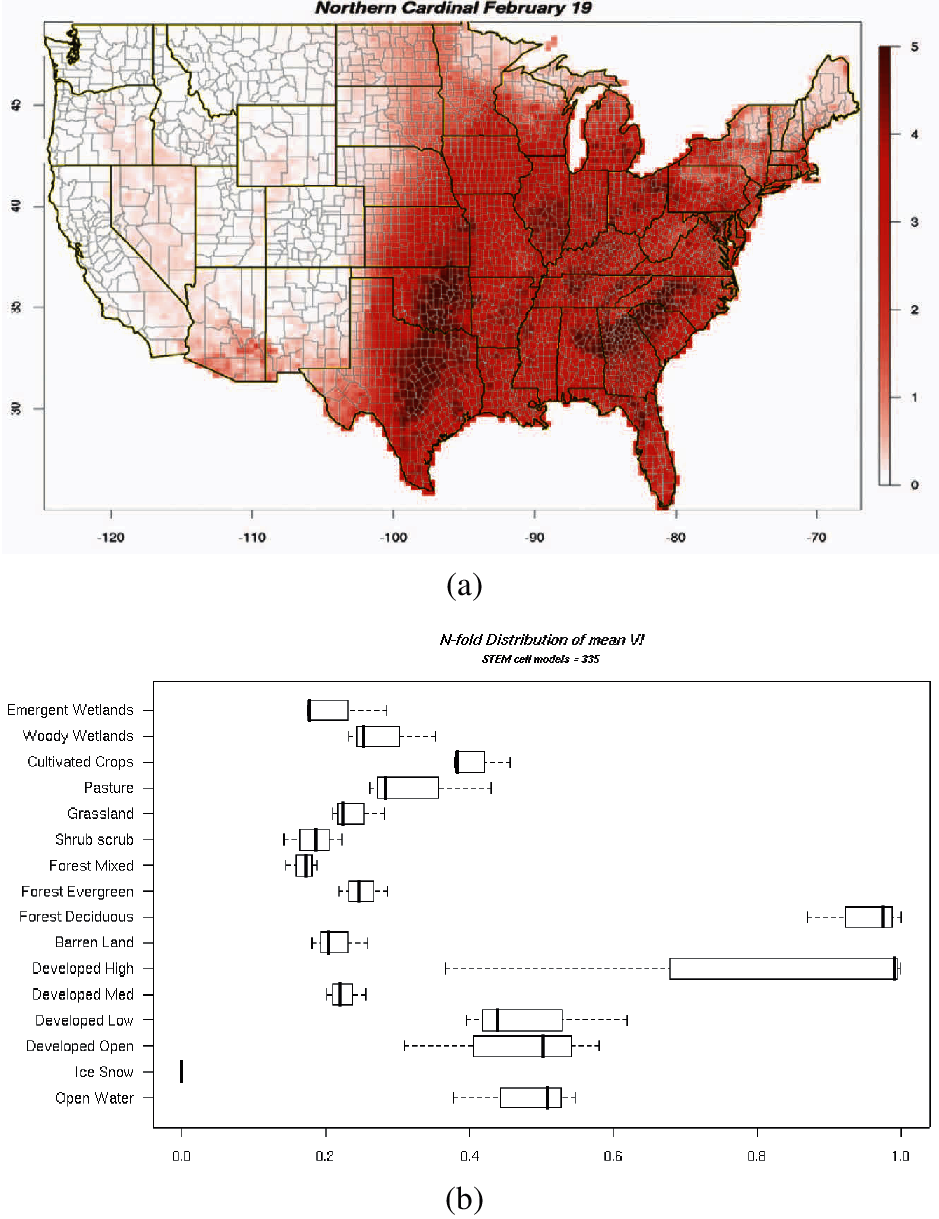 Northern Cardinal February 19
45
40
35
30
5
4
3
2
1
0
-120
-110
-100
-90
-80
-70
(a)
N-fold Distribution of mean VI
STEM cell models = 335
Emergent Wetlands
Woody Wetlands
Cultivated Crops
Pasture
Grassland
Shrub scrub
Forest Mixed
Forest Evergreen
Forest Deciduous
Barren Land
Developed High
Developed Med
Developed Low
Developed Open
Ice Snow
Open Water
0.0 0.2 0.4 0.6 0.8 1.0
(b)